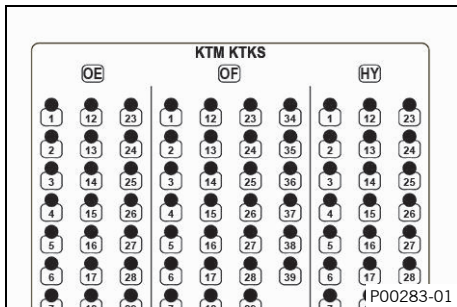 KTM KTKS
OE OF HY
1 12 23 1 12 23 34 1 12 23
2 13 24 2 13 24 35 2 13 24
3 14 25 3 14 25 36 3 14 25
4 15 26 4 15 26 37 4 15 26
5 16 27 5 16 27 38 5 16 27
6 17 28 6 17 28 39 6 17 28
P00283-01